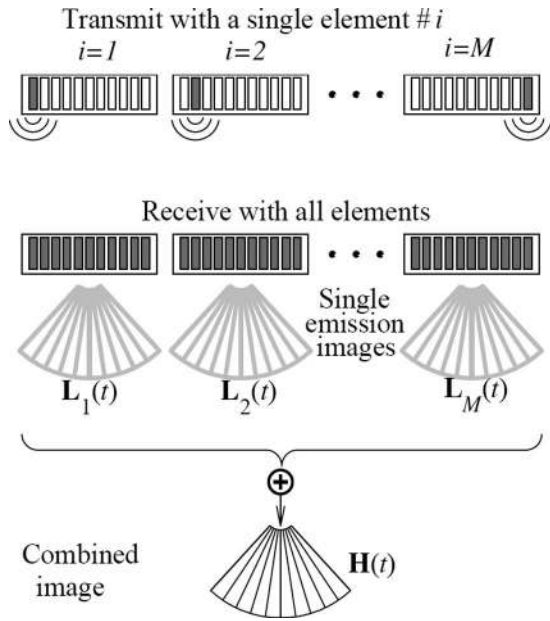 Transmit with a single element # i
i=1 i=2 i=M
Receive with all elements
Single
emission
images
L1(t) L2(t) LM(t)
Combined
image
H(t)